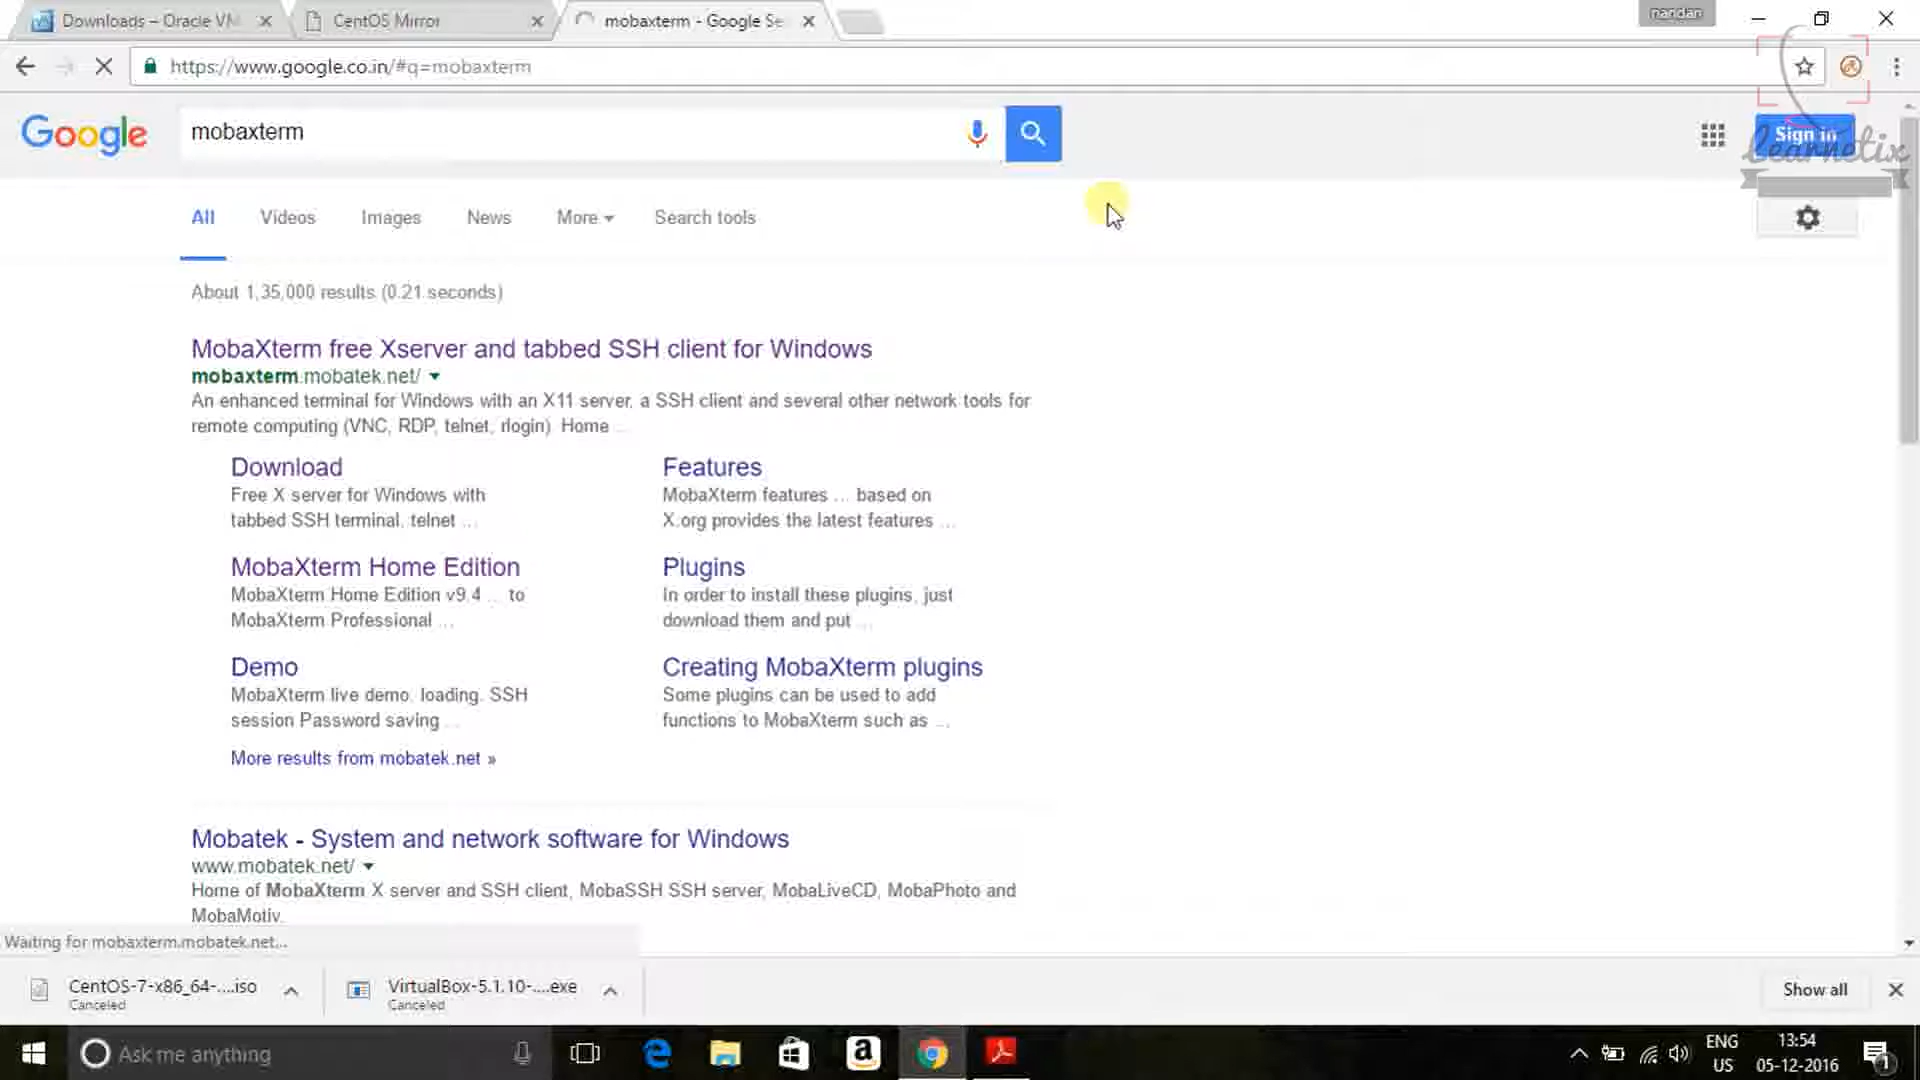 Downloads – Oracle VM
CentOS Mirror
mobaxterm - Google Se
nandan
https://www.google.co.in/#q=mobaxterm
Google
mobaxterm
Sign in
Learnotix
All
Videos
Images
News
More
Search tools
About 1,35,000 results (0.21 seconds)
MobaXterm free Xserver and tabbed SSH client for Windows
mobaxterm.mobatek.net/
An enhanced terminal for Windows with an X11 server, a SSH client and several other network tools for
remote computing (VNC, RDP, telnet, rlogin). Home ...
Download
Free X server for Windows with
tabbed SSH terminal, telnet ...
Features
MobaXterm features ... based on
X.org provides the latest features ...
MobaXterm Home Edition
MobaXterm Home Edition v9.4 ... to
MobaXterm Professional ...
Plugins
In order to install these plugins, just
download them and put ...
Demo
MobaXterm live demo. loading. SSH
session Password saving ...
Creating MobaXterm plugins
Some plugins can be used to add
functions to MobaXterm such as ...
More results from mobatek.net »
Mobatek - System and network software for Windows
www.mobatek.net/
Home of MobaXterm X server and SSH client, MobaSSH SSH server, MobaLiveCD, MobaPhoto and
MobaMotiv.
Waiting for mobaxterm.mobatek.net...
CentOS-7-x86_64-....iso
Canceled
VirtualBox-5.1.10-....exe
Canceled
Show all
Ask me anything
a
ENG
US
13:54
05-12-2016
1